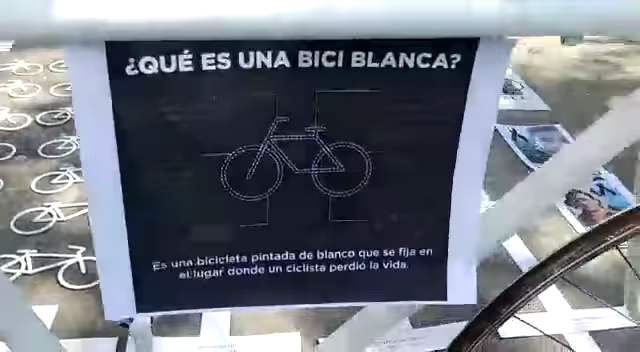 ¿QUÉ ES UNA BICI BLANCA?
Es una bicicleta pintada de blanco que se fija en
el lugar donde un ciclista perdió la vida.